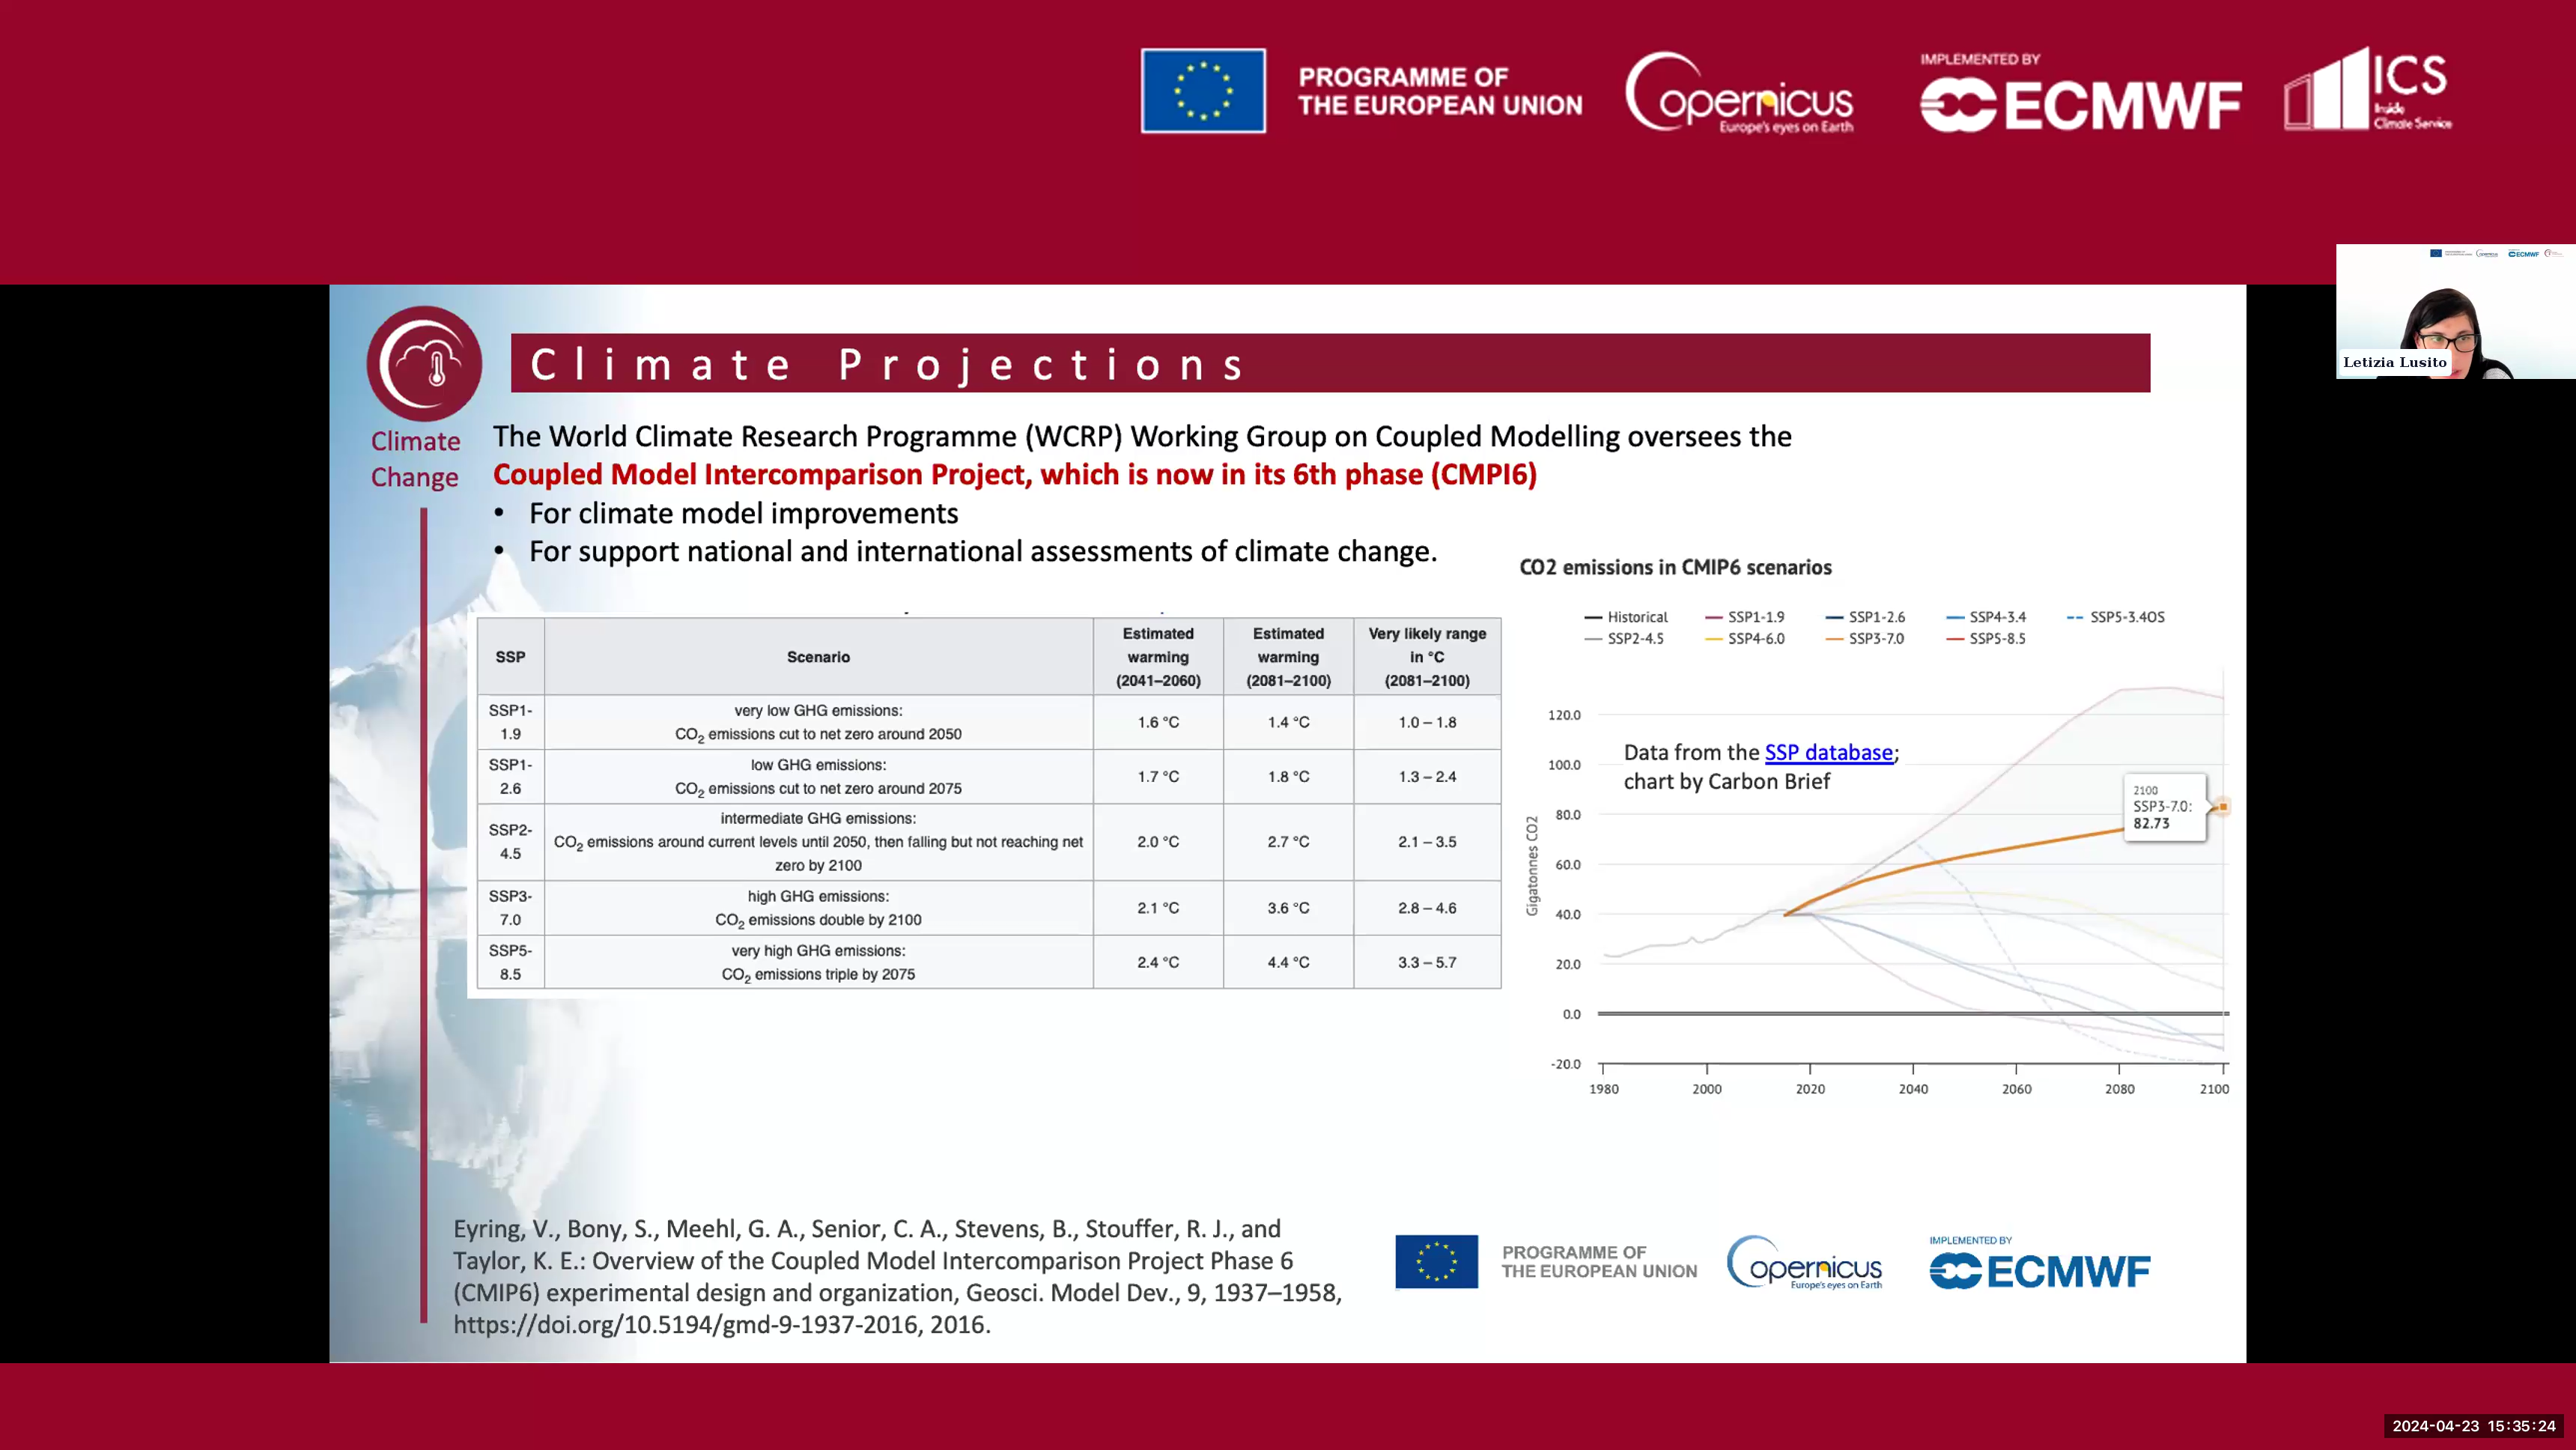 PROGRAMME OF
THE EUROPEAN UNION
Copernicus
Europe's eyes on Earth
IMPLEMENTED BY
ECMWF
ICS
Inside
Climate Service
ECMWF
Letizia Lusito
Climate Projections
Climate
Change
The World Climate Research Programme (WCRP) Working Group on Coupled Modelling oversees the
Coupled Model Intercomparison Project, which is now in its 6th phase (CMPI6)
• For climate model improvements
• For support national and international assessments of climate change.
SSP Scenario Estimated warming (2041–2060) Estimated warming (2081–2100) Very likely range in °C (2081–2100)
SSP1-1.9 very low GHG emissions: CO2 emissions cut to net zero around 2050 1.6 °C 1.4 °C 1.0 – 1.8
SSP1-2.6 low GHG emissions: CO2 emissions cut to net zero around 2075 1.7 °C 1.8 °C 1.3 – 2.4
SSP2-4.5 intermediate GHG emissions: CO2 emissions around current levels until 2050, then falling but not reaching net zero by 2100 2.0 °C 2.7 °C 2.1 – 3.5
SSP3-7.0 high GHG emissions: CO2 emissions double by 2100 2.1 °C 3.6 °C 2.8 – 4.6
SSP5-8.5 very high GHG emissions: CO2 emissions triple by 2075 2.4 °C 4.4 °C 3.3 – 5.7
CO2 emissions in CMIP6 scenarios
Historical SSP1-1.9 SSP1-2.6 SSP4-3.4 SSP5-3.4OS
SSP2-4.5 SSP4-6.0 SSP3-7.0 SSP5-8.5
Data from the SSP database;
chart by Carbon Brief
2100
SSP3-7.0:
82.73
Gigatonnes CO2
120.0
100.0
80.0
60.0
40.0
20.0
0.0
-20.0
1980 2000 2020 2040 2060 2080 2100
Eyring, V., Bony, S., Meehl, G. A., Senior, C. A., Stevens, B., Stouffer, R. J., and
Taylor, K. E.: Overview of the Coupled Model Intercomparison Project Phase 6
(CMIP6) experimental design and organization, Geosci. Model Dev., 9, 1937–1958,
https://doi.org/10.5194/gmd-9-1937-2016, 2016.
PROGRAMME OF
THE EUROPEAN UNION
Copernicus
Europe's eyes on Earth
IMPLEMENTED BY
ECMWF
2024-04-23 15:35:24